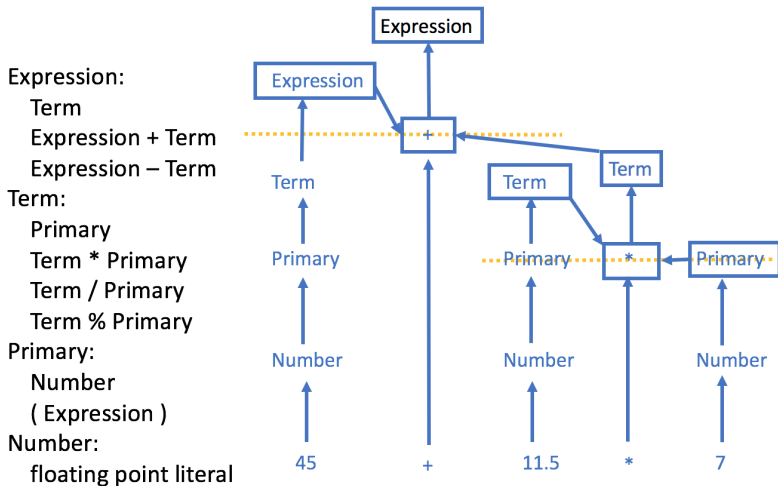 Expression:
Term
Expression + Term
Expression – Term
Term:
Primary
Term * Primary
Term / Primary
Term % Primary
Primary:
Number
( Expression )
Number:
floating point literal
Expression
Expression
+
Term
Term
Term
Primary
Primary
*
Primary
Number
Number
Number
45
+
11.5
*
7